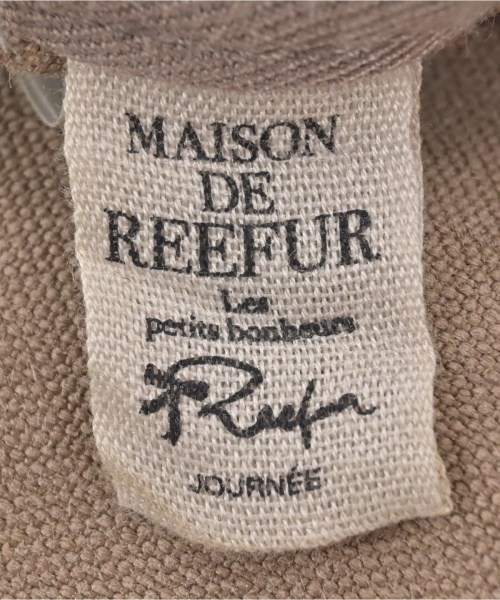 MAISON
DE
REEFUR
Les
petits bonheurs
Reefur
JOURNÉE